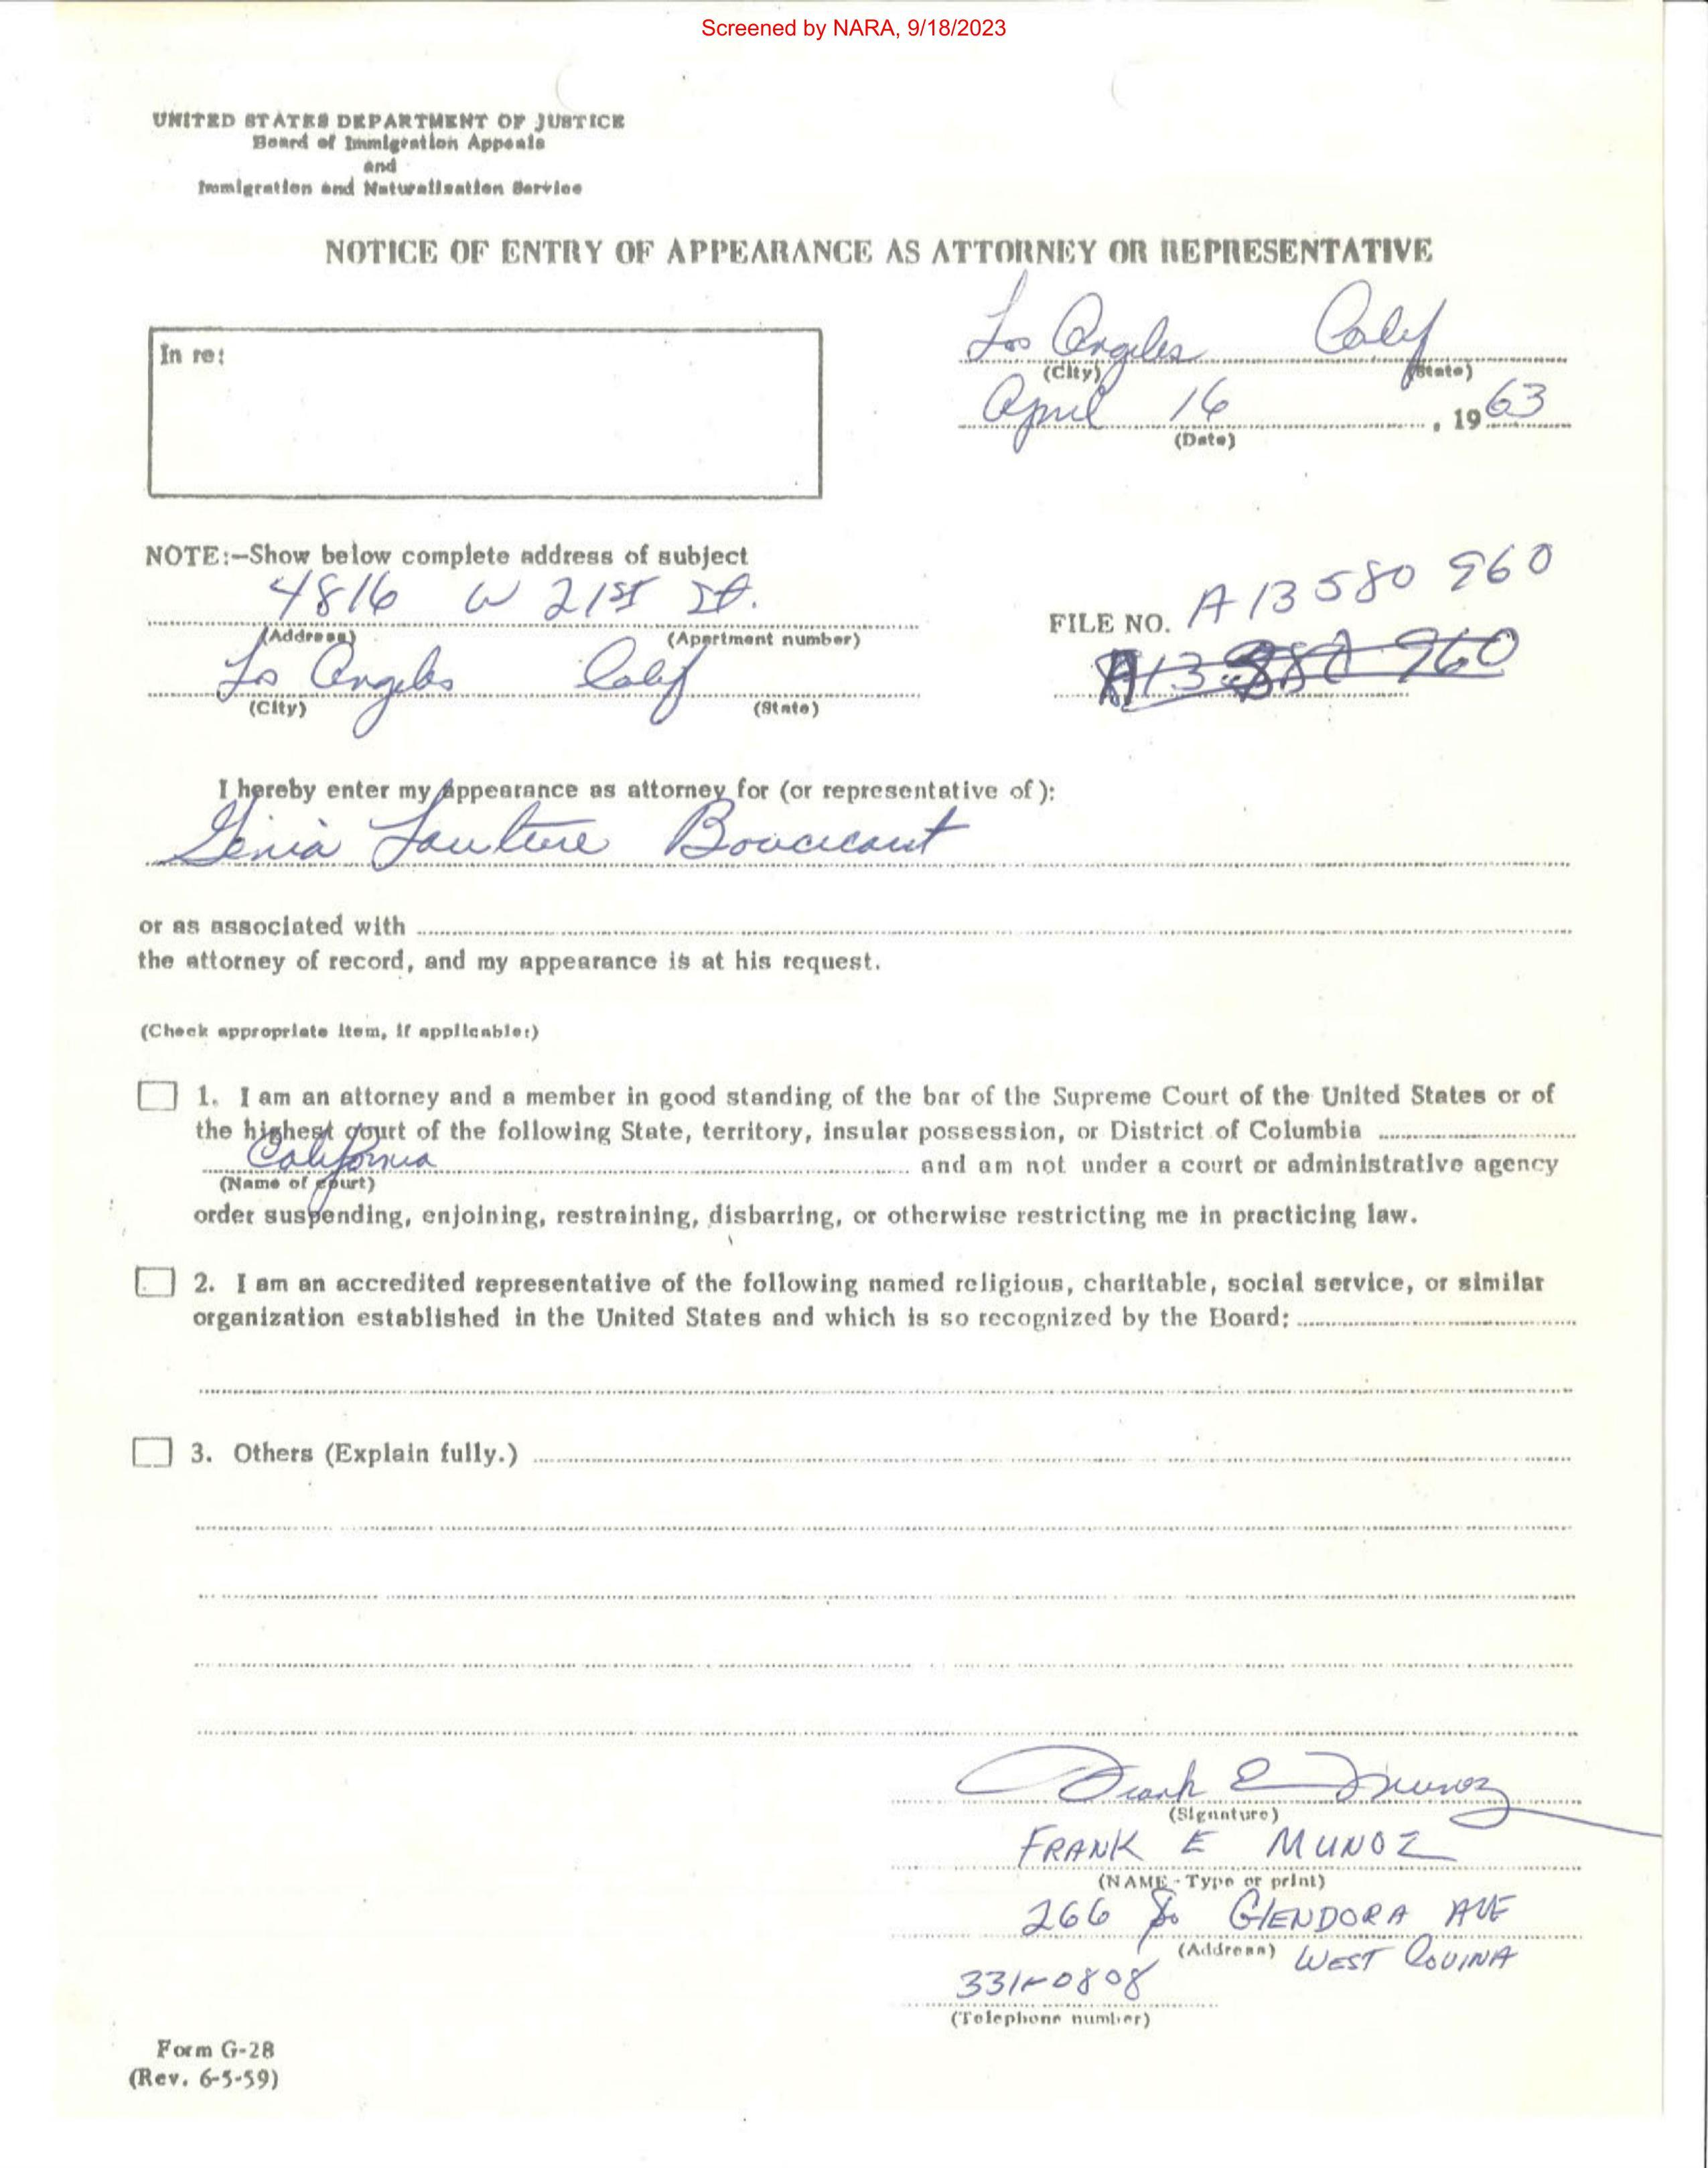 Screened by NARA, 9/18/2023
UNITED STATES DEPARTMENT OF JUSTICE
Board of Immigration Appeals
and
Immigration and Naturalization Service
NOTICE OF ENTRY OF APPEARANCE AS ATTORNEY OR REPRESENTATIVE
In re:
Los Angeles Calif
(City) (State)
April 16, 1963
(Date)
NOTE:—Show below complete address of subject
4816 W 21st St.
(Address) (Apartment number)
Los Angeles Calif
(City) (State)
FILE NO. A13 580 960
I hereby enter my appearance as attorney for (or representative of):
Genia
or as associated with
the attorney of record, and my appearance is at his request.
(Check appropriate item, if applicable:)
1. I am an attorney and a member in good standing of the bar of the Supreme Court of the United States or of
the highest court of the following State, territory, insular possession, or District of Columbia
California and am not under a court or administrative agency
(Name of court)
order suspending, enjoining, restraining, disbarring, or otherwise restricting me in practicing law.
2. I am an accredited representative of the following named religious, charitable, social service, or similar
organization established in the United States and which is so recognized by the Board:
3. Others (Explain fully.)
Frank E Munoz
(Signature)
FRANK E MUNOZ
(NAME - Type or print)
266 So GLENDORA AVE
(Address) WEST COVINA
331-0808
(Telephone number)
Form G-28
(Rev. 6-5-59)